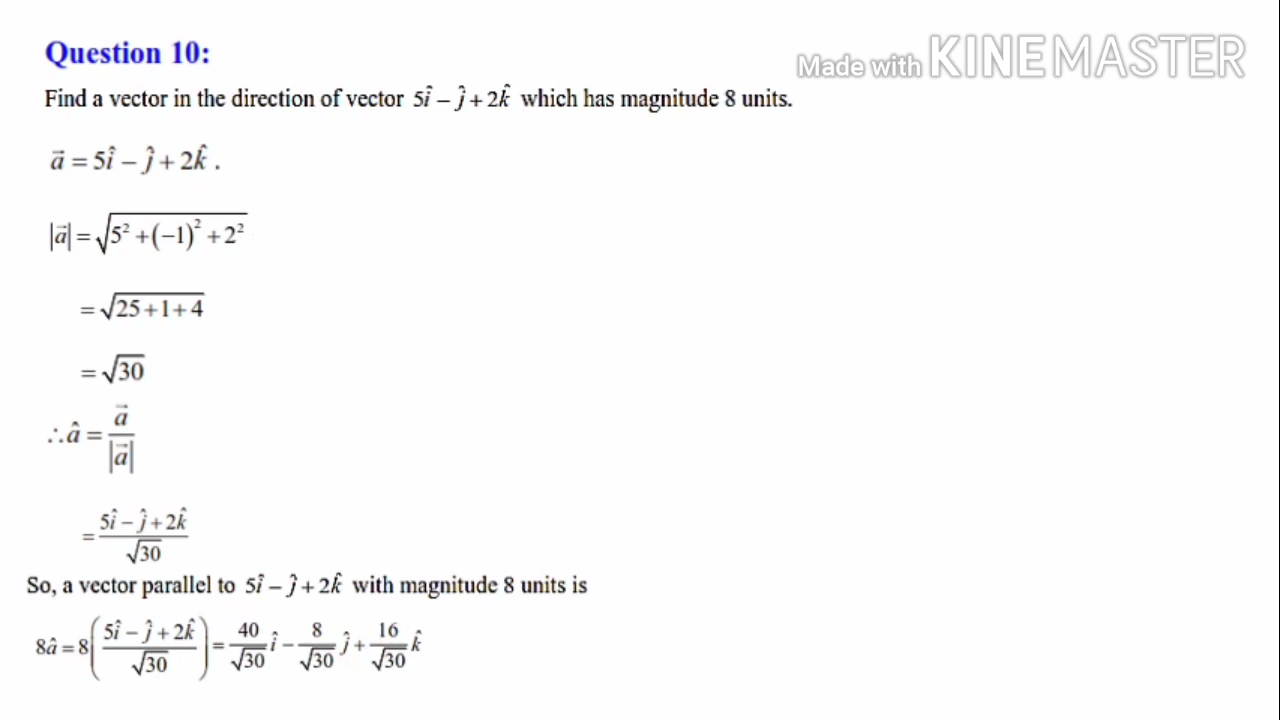 Question 10:
Made with KINEMASTER
Find a vector in the direction of vector 5î − ĵ + 2k̂ which has magnitude 8 units.
a⃗ = 5î − ĵ + 2k̂ .
|a⃗| = √(5² + (−1)² + 2²)
= √(25+1+4)
= √30
∴ â = a⃗ / |a⃗|
= (5î − ĵ + 2k̂) / √30
So, a vector parallel to 5î − ĵ + 2k̂ with magnitude 8 units is
8â = 8((5î − ĵ + 2k̂) / √30) = 40/√30 î − 8/√30 ĵ + 16/√30 k̂